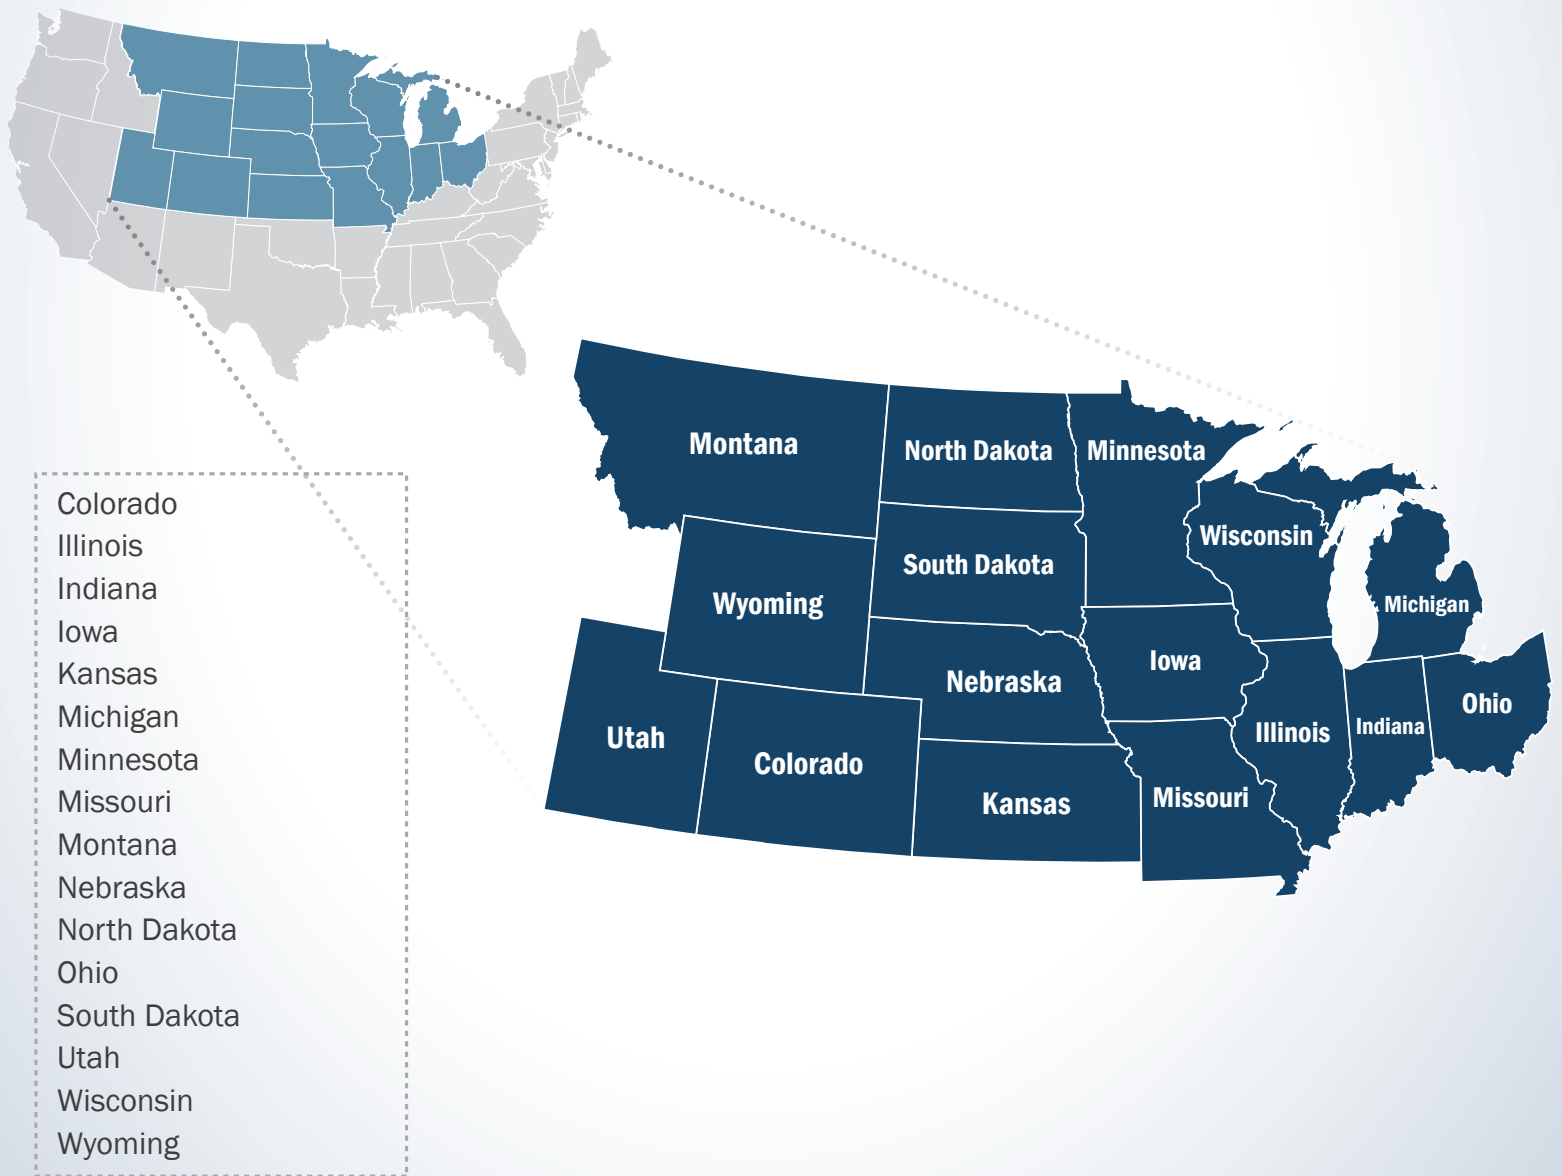 Montana
North Dakota
Minnesota
Wisconsin
South Dakota
Wyoming
Michigan
Iowa
Nebraska
Ohio
Illinois
Indiana
Utah
Colorado
Missouri
Kansas
Colorado
Illinois
Indiana
Iowa
Kansas
Michigan
Minnesota
Missouri
Montana
Nebraska
North Dakota
Ohio
South Dakota
Utah
Wisconsin
Wyoming